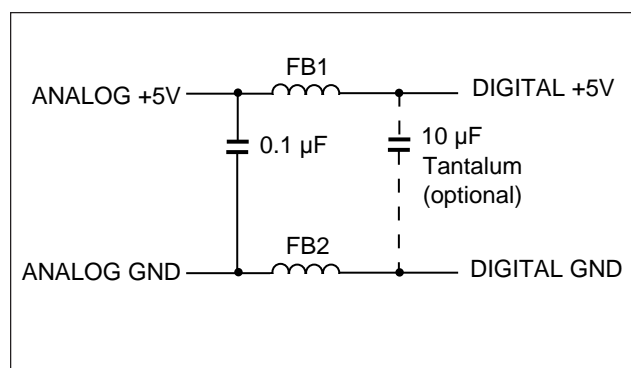 FB1
ANALOG +5V
DIGITAL +5V
0.1 µF
10 µF
Tantalum
(optional)
FB2
ANALOG GND
DIGITAL GND